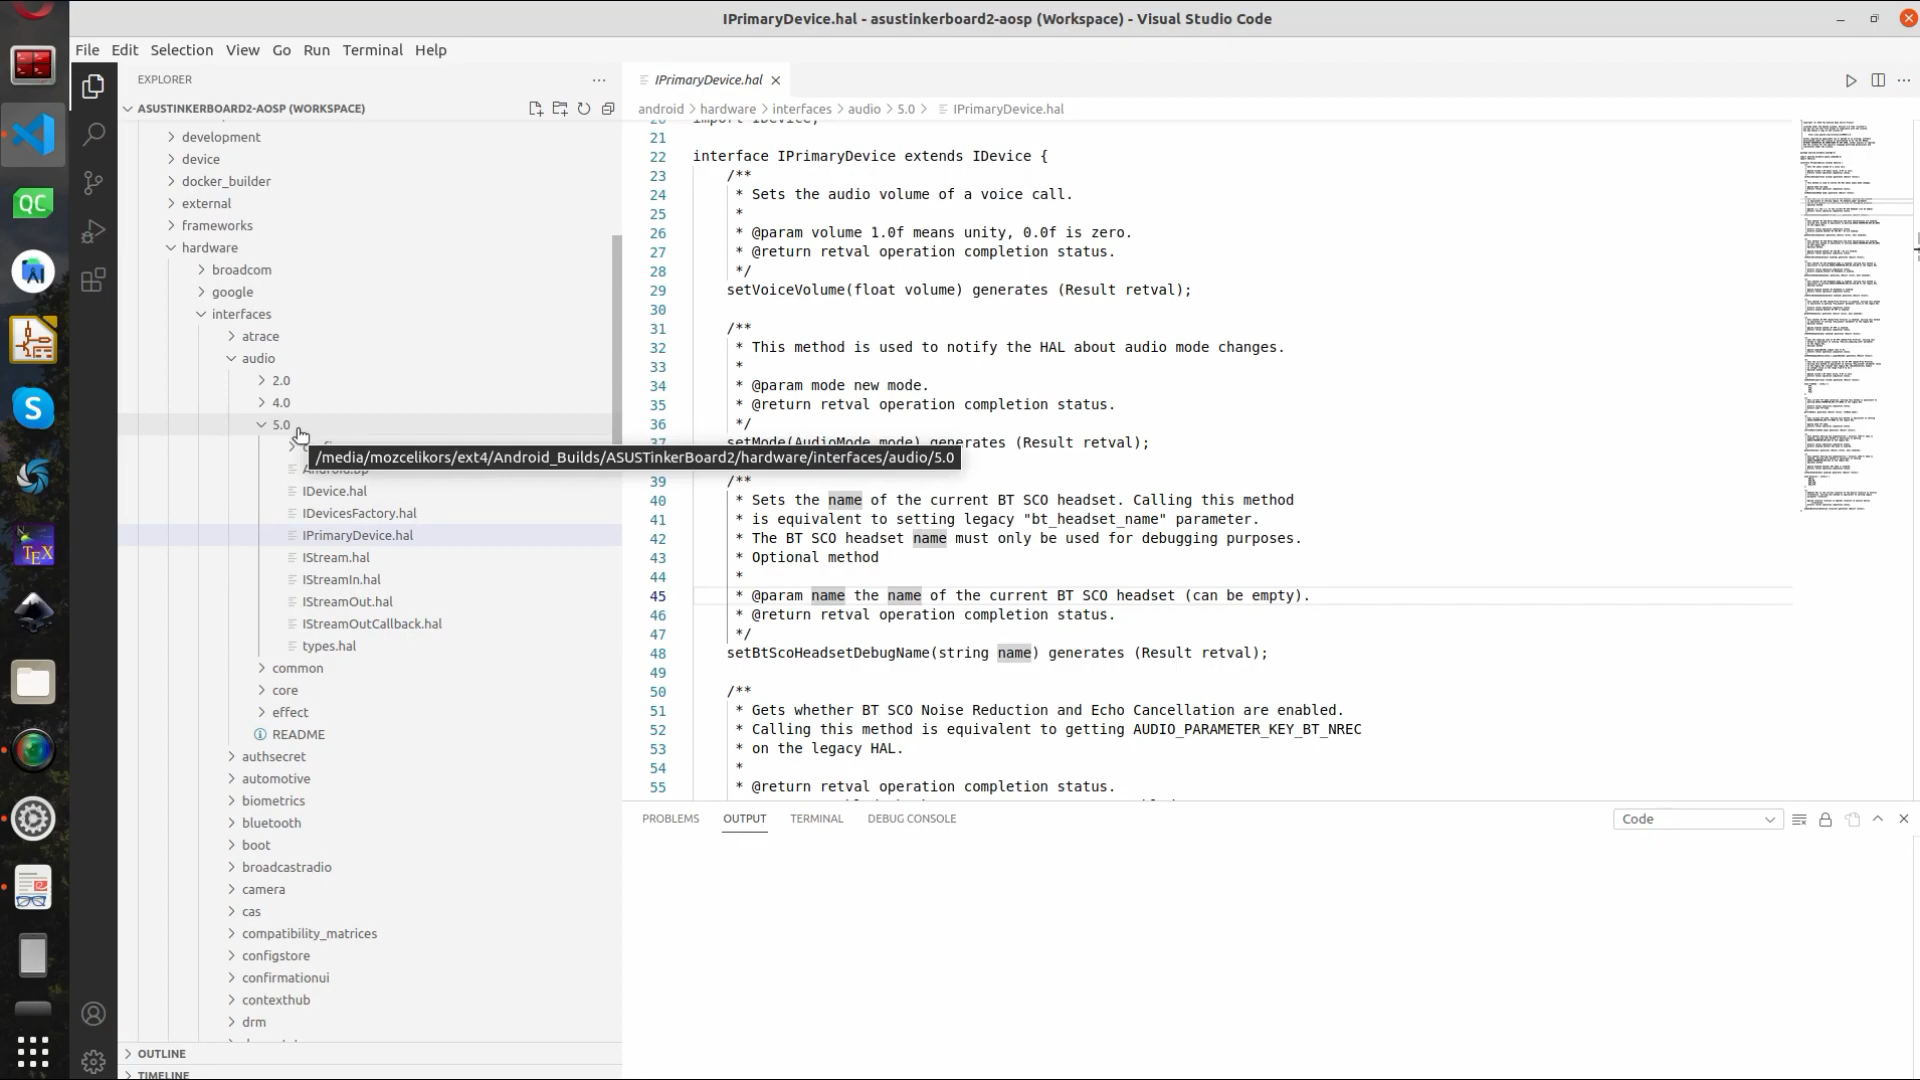 IPrimaryDevice.hal - asustinkerboard2-aosp (Workspace) - Visual Studio Code
File Edit Selection View Go Run Terminal Help
EXPLORER
ASUSTINKERBOARD2-AOSP (WORKSPACE)
development
device
docker_builder
external
frameworks
hardware
broadcom
google
interfaces
atrace
audio
2.0
4.0
5.0
/media/mozcelikors/ext4/Android_Builds/ASUSTinkerBoard2/hardware/interfaces/audio/5.0
Android.bp
IDevice.hal
IDevicesFactory.hal
IPrimaryDevice.hal
IStream.hal
IStreamIn.hal
IStreamOut.hal
IStreamOutCallback.hal
types.hal
common
core
effect
README
authsecret
automotive
biometrics
bluetooth
boot
broadcastradio
camera
cas
compatibility_matrices
configstore
confirmationui
contexthub
drm
OUTLINE
TIMELINE
IPrimaryDevice.hal
android > hardware > interfaces > audio > 5.0 > IPrimaryDevice.hal
20 import IDevice;
21
22 interface IPrimaryDevice extends IDevice {
23 /**
24 * Sets the audio volume of a voice call.
25 *
26 * @param volume 1.0f means unity, 0.0f is zero.
27 * @return retval operation completion status.
28 */
29 setVoiceVolume(float volume) generates (Result retval);
30
31 /**
32 * This method is used to notify the HAL about audio mode changes.
33 *
34 * @param mode new mode.
35 * @return retval operation completion status.
36 */
37 setMode(AudioMode mode) generates (Result retval);
39 /**
40 * Sets the name of the current BT SCO headset. Calling this method
41 * is equivalent to setting legacy "bt_headset_name" parameter.
42 * The BT SCO headset name must only be used for debugging purposes.
43 * Optional method
44 *
45 * @param name the name of the current BT SCO headset (can be empty).
46 * @return retval operation completion status.
47 */
48 setBtScoHeadsetDebugName(string name) generates (Result retval);
49
50 /**
51 * Gets whether BT SCO Noise Reduction and Echo Cancellation are enabled.
52 * Calling this method is equivalent to getting AUDIO_PARAMETER_KEY_BT_NREC
53 * on the legacy HAL.
54 *
55 * @return retval operation completion status.
PROBLEMS OUTPUT TERMINAL DEBUG CONSOLE
Code
QC
S
TEX